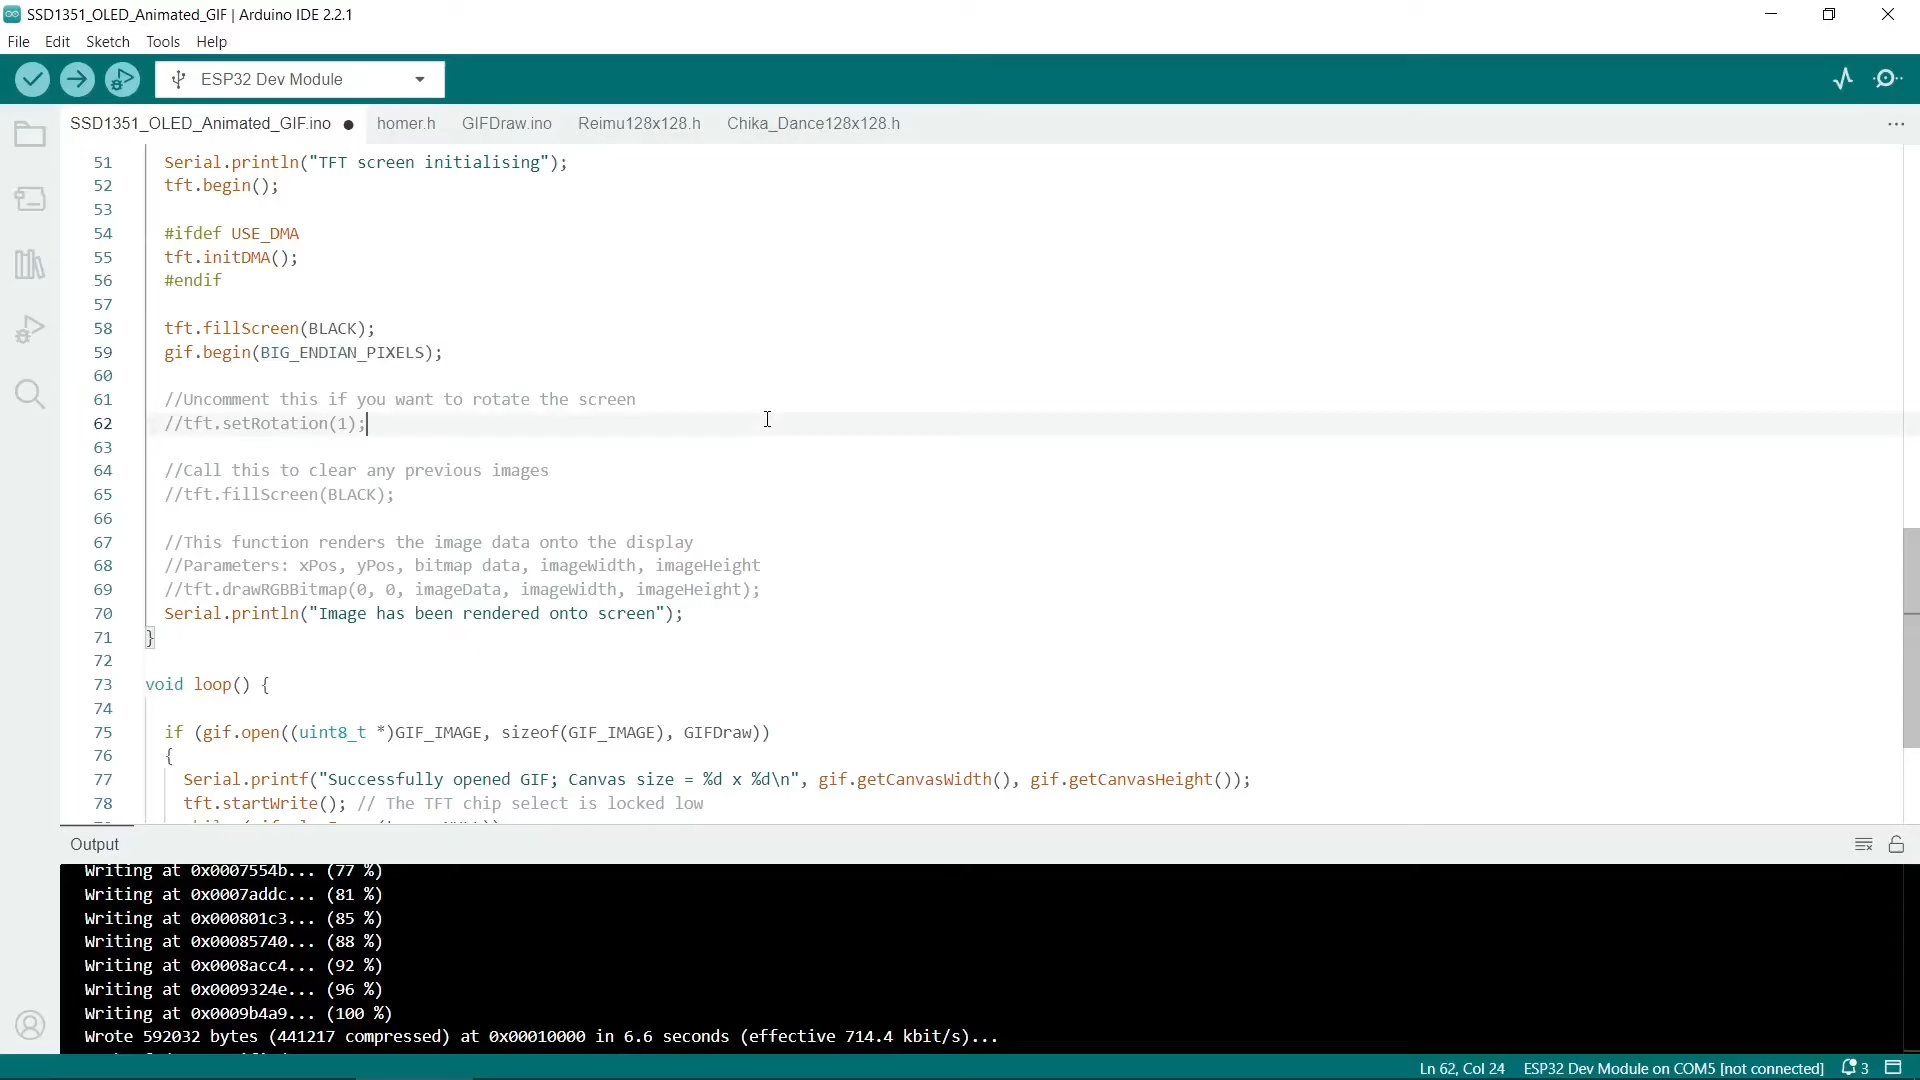 SSD1351_OLED_Animated_GIF | Arduino IDE 2.2.1
File Edit Sketch Tools Help
ESP32 Dev Module
SSD1351_OLED_Animated_GIF.ino homer.h GIFDraw.ino Reimu128x128.h Chika_Dance128x128.h
51 Serial.println("TFT screen initialising");
52 tft.begin();
53
54 #ifdef USE_DMA
55 tft.initDMA();
56 #endif
57
58 tft.fillScreen(BLACK);
59 gif.begin(BIG_ENDIAN_PIXELS);
60
61 //Uncomment this if you want to rotate the screen
62 //tft.setRotation(1);
63
64 //Call this to clear any previous images
65 //tft.fillScreen(BLACK);
66
67 //This function renders the image data onto the display
68 //Parameters: xPos, yPos, bitmap data, imageWidth, imageHeight
69 //tft.drawRGBBitmap(0, 0, imageData, imageWidth, imageHeight);
70 Serial.println("Image has been rendered onto screen");
71 }
72
73 void loop() {
74
75 if (gif.open((uint8_t *)GIF_IMAGE, sizeof(GIF_IMAGE), GIFDraw))
76 {
77 Serial.printf("Successfully opened GIF; Canvas size = %d x %d\n", gif.getCanvasWidth(), gif.getCanvasHeight());
78 tft.startWrite(); // The TFT chip select is locked low
Output
Writing at 0x0007554b... (77 %)
Writing at 0x0007addc... (81 %)
Writing at 0x000801c3... (85 %)
Writing at 0x00085740... (88 %)
Writing at 0x0008acc4... (92 %)
Writing at 0x0009324e... (96 %)
Writing at 0x0009b4a9... (100 %)
Wrote 592032 bytes (441217 compressed) at 0x00010000 in 6.6 seconds (effective 714.4 kbit/s)...
Ln 62, Col 24 ESP32 Dev Module on COM5 [not connected] 3